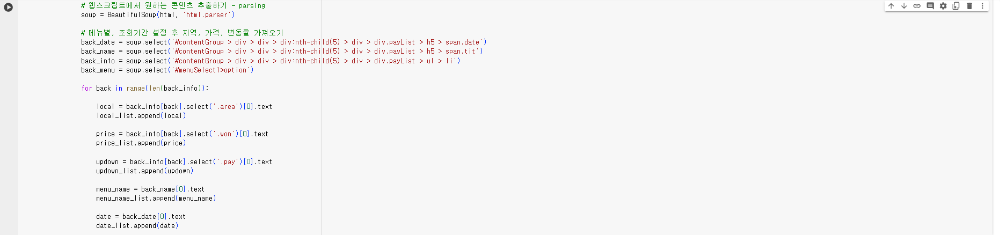 # 웹스크립트에서 원하는 콘텐츠 추출하기 - parsing
soup = BeautifulSoup(html, 'html.parser')
# 메뉴별, 조회기간 설정 후 지역, 가격, 변동률 가져오기
back_date = soup.select('#contentGroup > div > div > div:nth-child(5) > div > div.payList > h5 > span.date')
back_name = soup.select('#contentGroup > div > div > div:nth-child(5) > div > div.payList > h5 > span.tit')
back_info = soup.select('#contentGroup > div > div > div:nth-child(5) > div > div.payList > ul > li')
back_menu = soup.select('#menuSelect1>option')
for back in range(len(back_info)):
local = back_info[back].select('.area')[0].text
local_list.append(local)
price = back_info[back].select('.won')[0].text
price_list.append(price)
updown = back_info[back].select('.pay')[0].text
updown_list.append(updown)
menu_name = back_name[0].text
menu_name_list.append(menu_name)
date = back_date[0].text
date_list.append(date)